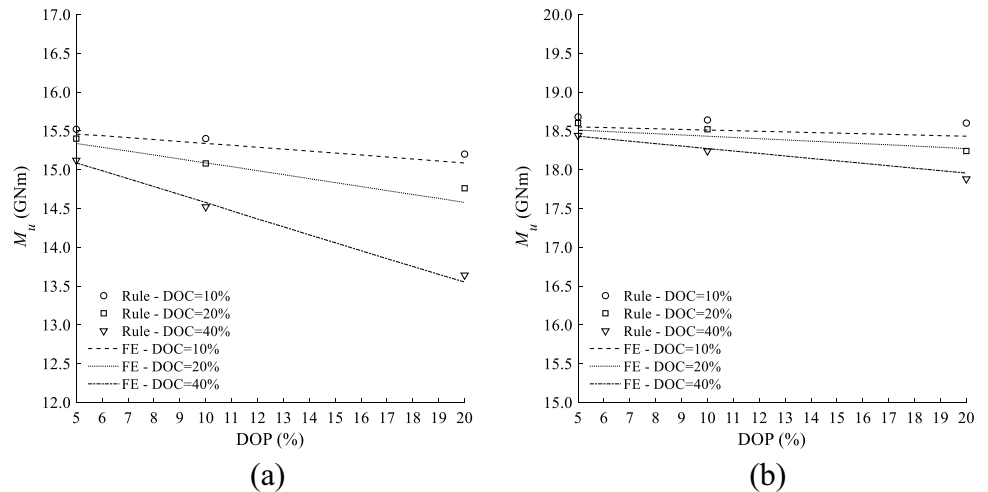 17.0
16.5
16.0
15.5
15.0
14.5
14.0
13.5
13.0
12.5
12.0
M_u (GNm)
Rule - DOC=10%
Rule - DOC=20%
Rule - DOC=40%
FE - DOC=10%
FE - DOC=20%
FE - DOC=40%
5 6 7 8 9 10 11 12 13 14 15 16 17 18 19 20
DOP (%)
(a)
20.0
19.5
19.0
18.5
18.0
17.5
17.0
16.5
16.0
15.5
15.0
M_u (GNm)
Rule - DOC=10%
Rule - DOC=20%
Rule - DOC=40%
FE - DOC=10%
FE - DOC=20%
FE - DOC=40%
5 6 7 8 9 10 11 12 13 14 15 16 17 18 19 20
DOP (%)
(b)